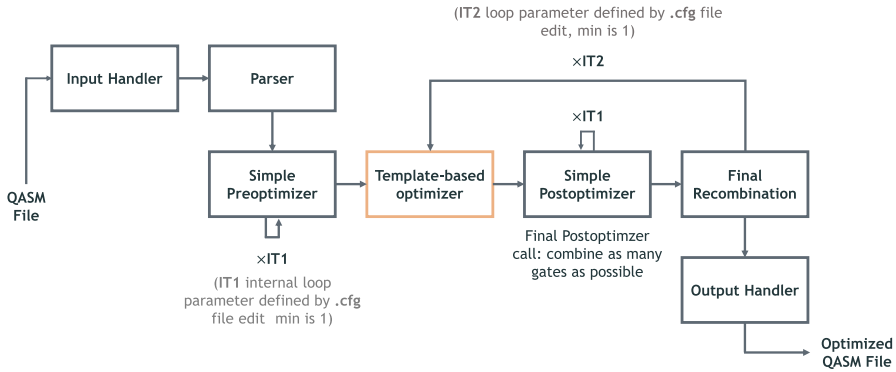 (IT2 loop parameter defined by .cfg file
edit, min is 1)
×IT2
Input Handler
Parser
×IT1
QASM
File
Simple
Preoptimizer
Template-based
optimizer
Simple
Postoptimizer
Final
Recombination
×IT1
(IT1 internal loop
parameter defined by .cfg
file edit  min is 1)
Final Postoptimzer
call: combine as many
gates as possible
Output Handler
Optimized
QASM File